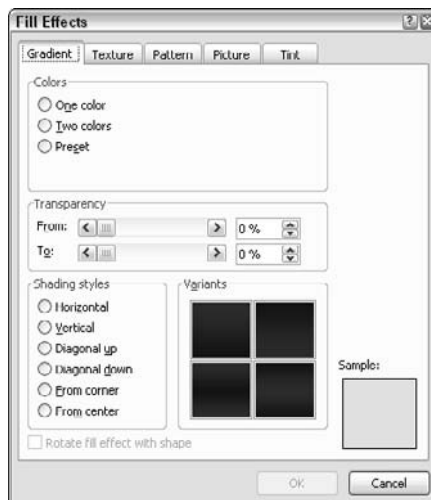 Fill Effects
Gradient Texture Pattern Picture Tint
Colors
One color
Two colors
Preset
Transparency
From: 0 %
To: 0 %
Shading styles
Horizontal
Vertical
Diagonal up
Diagonal down
From corner
From center
Variants
Sample:
Rotate fill effect with shape
OK Cancel